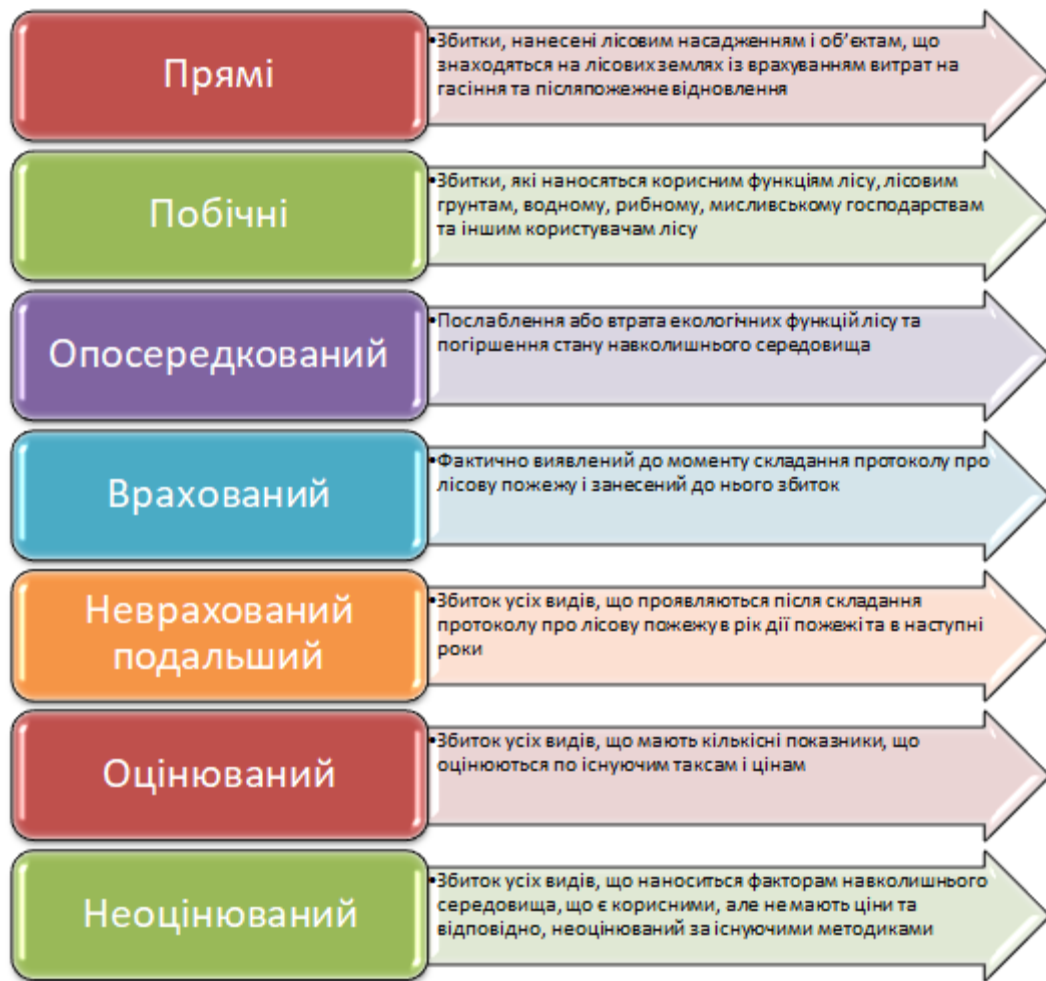 Прямі
•Збитки, нанесені лісовим насадженням і об’єктам, що
знаходяться на лісових землях із врахуванням витрат на
гасіння та післяпожежне відновлення
Побічні
•Збитки, які наносяться корисним функціям лісу, лісовим
грунтам, водному, рибному, мисливському господарствам
та іншим користувачам лісу
Опосередкований
•Послаблення або втрата екологічних функцій лісу та
погіршення стану навколишнього середовища
Врахований
•Фактично виявлений до моменту складання протоколу про
лісову пожежу і занесений до нього збиток
Неврахований
подальший
•Збиток усіх видів, що проявляються після складання
протоколу про лісову пожежу в рік дії пожежі та в наступні
роки
Оцінюваний
•Збиток усіх видів, що мають кількісні показники, що
оцінюються по існуючим таксам і цінам
Неоцінюваний
•Збиток усіх видів, що наноситься факторам навколишнього
середовища, що є корисними, але не мають ціни та
відповідно, неоцінюваний за існуючими методиками